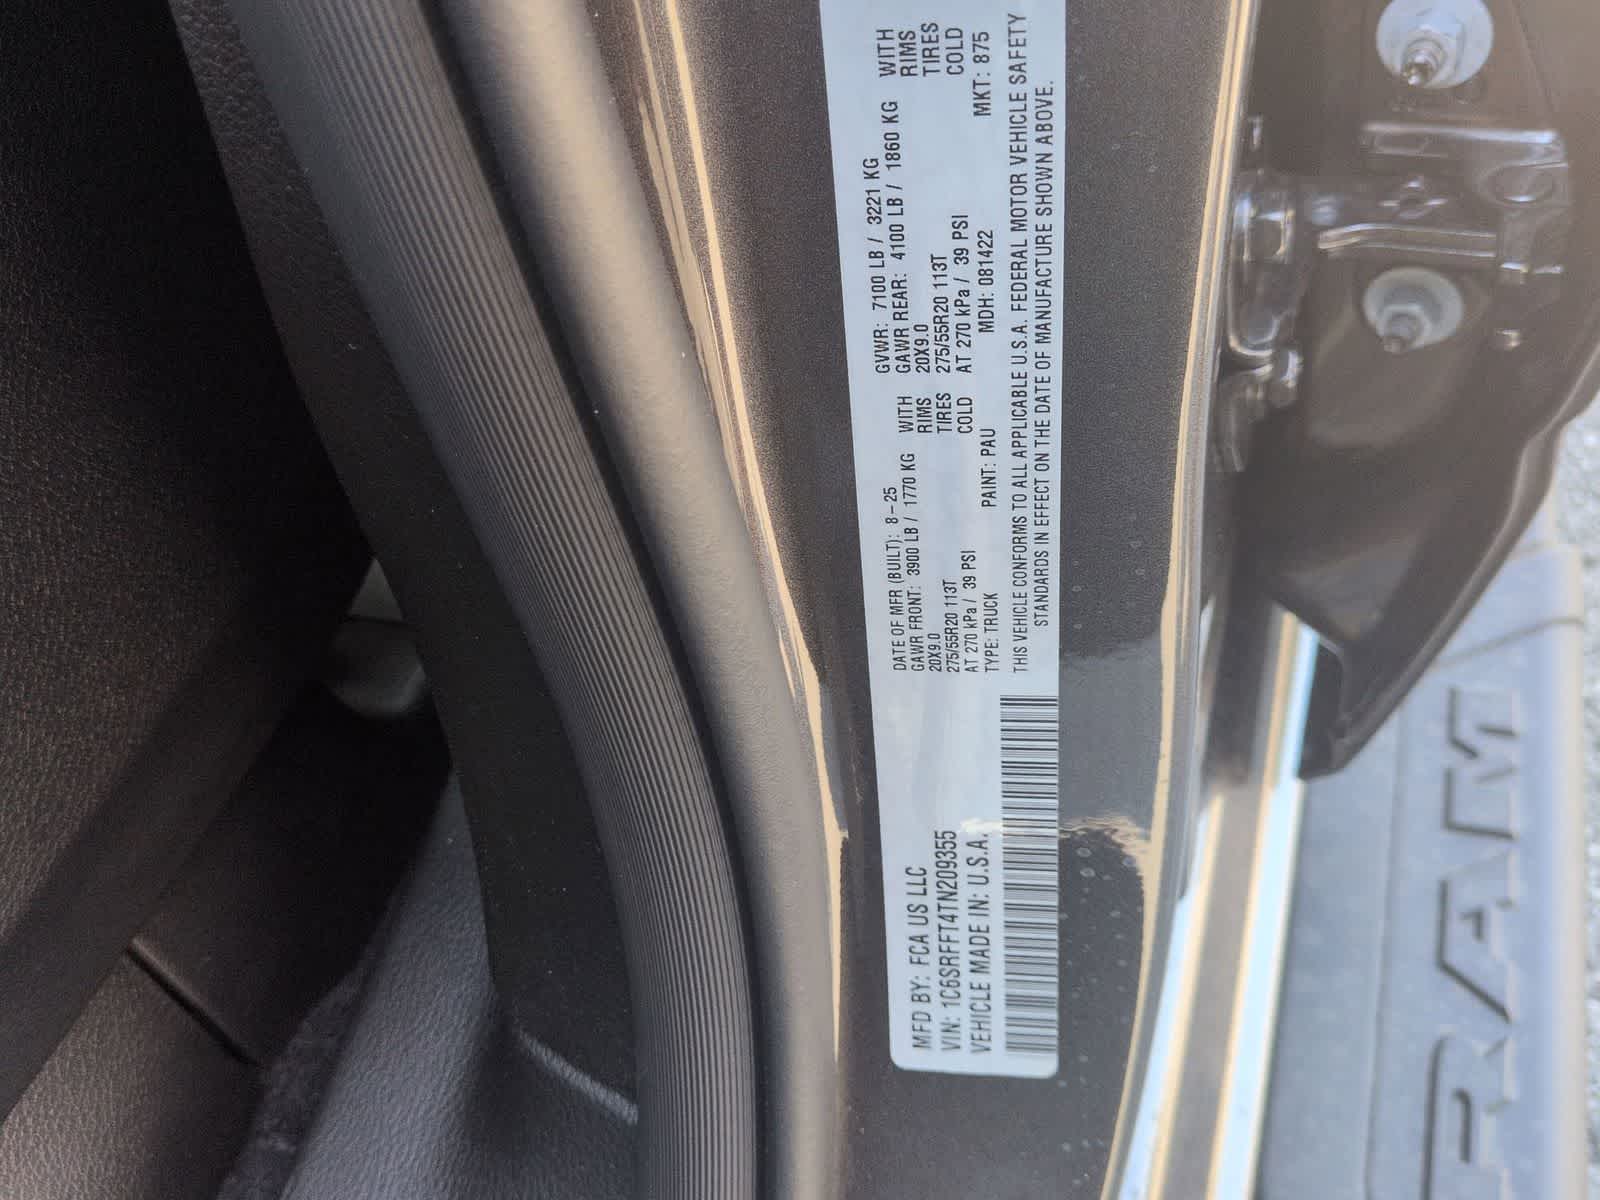 MFD BY: FCA US LLC
VIN: 1C6SRFFT4TN209355
VEHICLE MADE IN: U.S.A.
DATE OF MFR (BUILT): 8-25
GAWR FRONT: 3900 LB / 1770 KG WITH
20X9.0 RIMS
275/55R20 113T TIRES
AT 270 kPa / 39 PSI COLD
TYPE: TRUCK PAINT: PAU
GVWR: 7100 LB / 3221 KG
GAWR REAR: 4100 LB / 1860 KG WITH
20X9.0 RIMS
275/55R20 113T TIRES
AT 270 kPa / 39 PSI COLD
MDH: 081422 MKT: 875
THIS VEHICLE CONFORMS TO ALL APPLICABLE U.S.A. FEDERAL MOTOR VEHICLE SAFETY
STANDARDS IN EFFECT ON THE DATE OF MANUFACTURE SHOWN ABOVE.
RAM